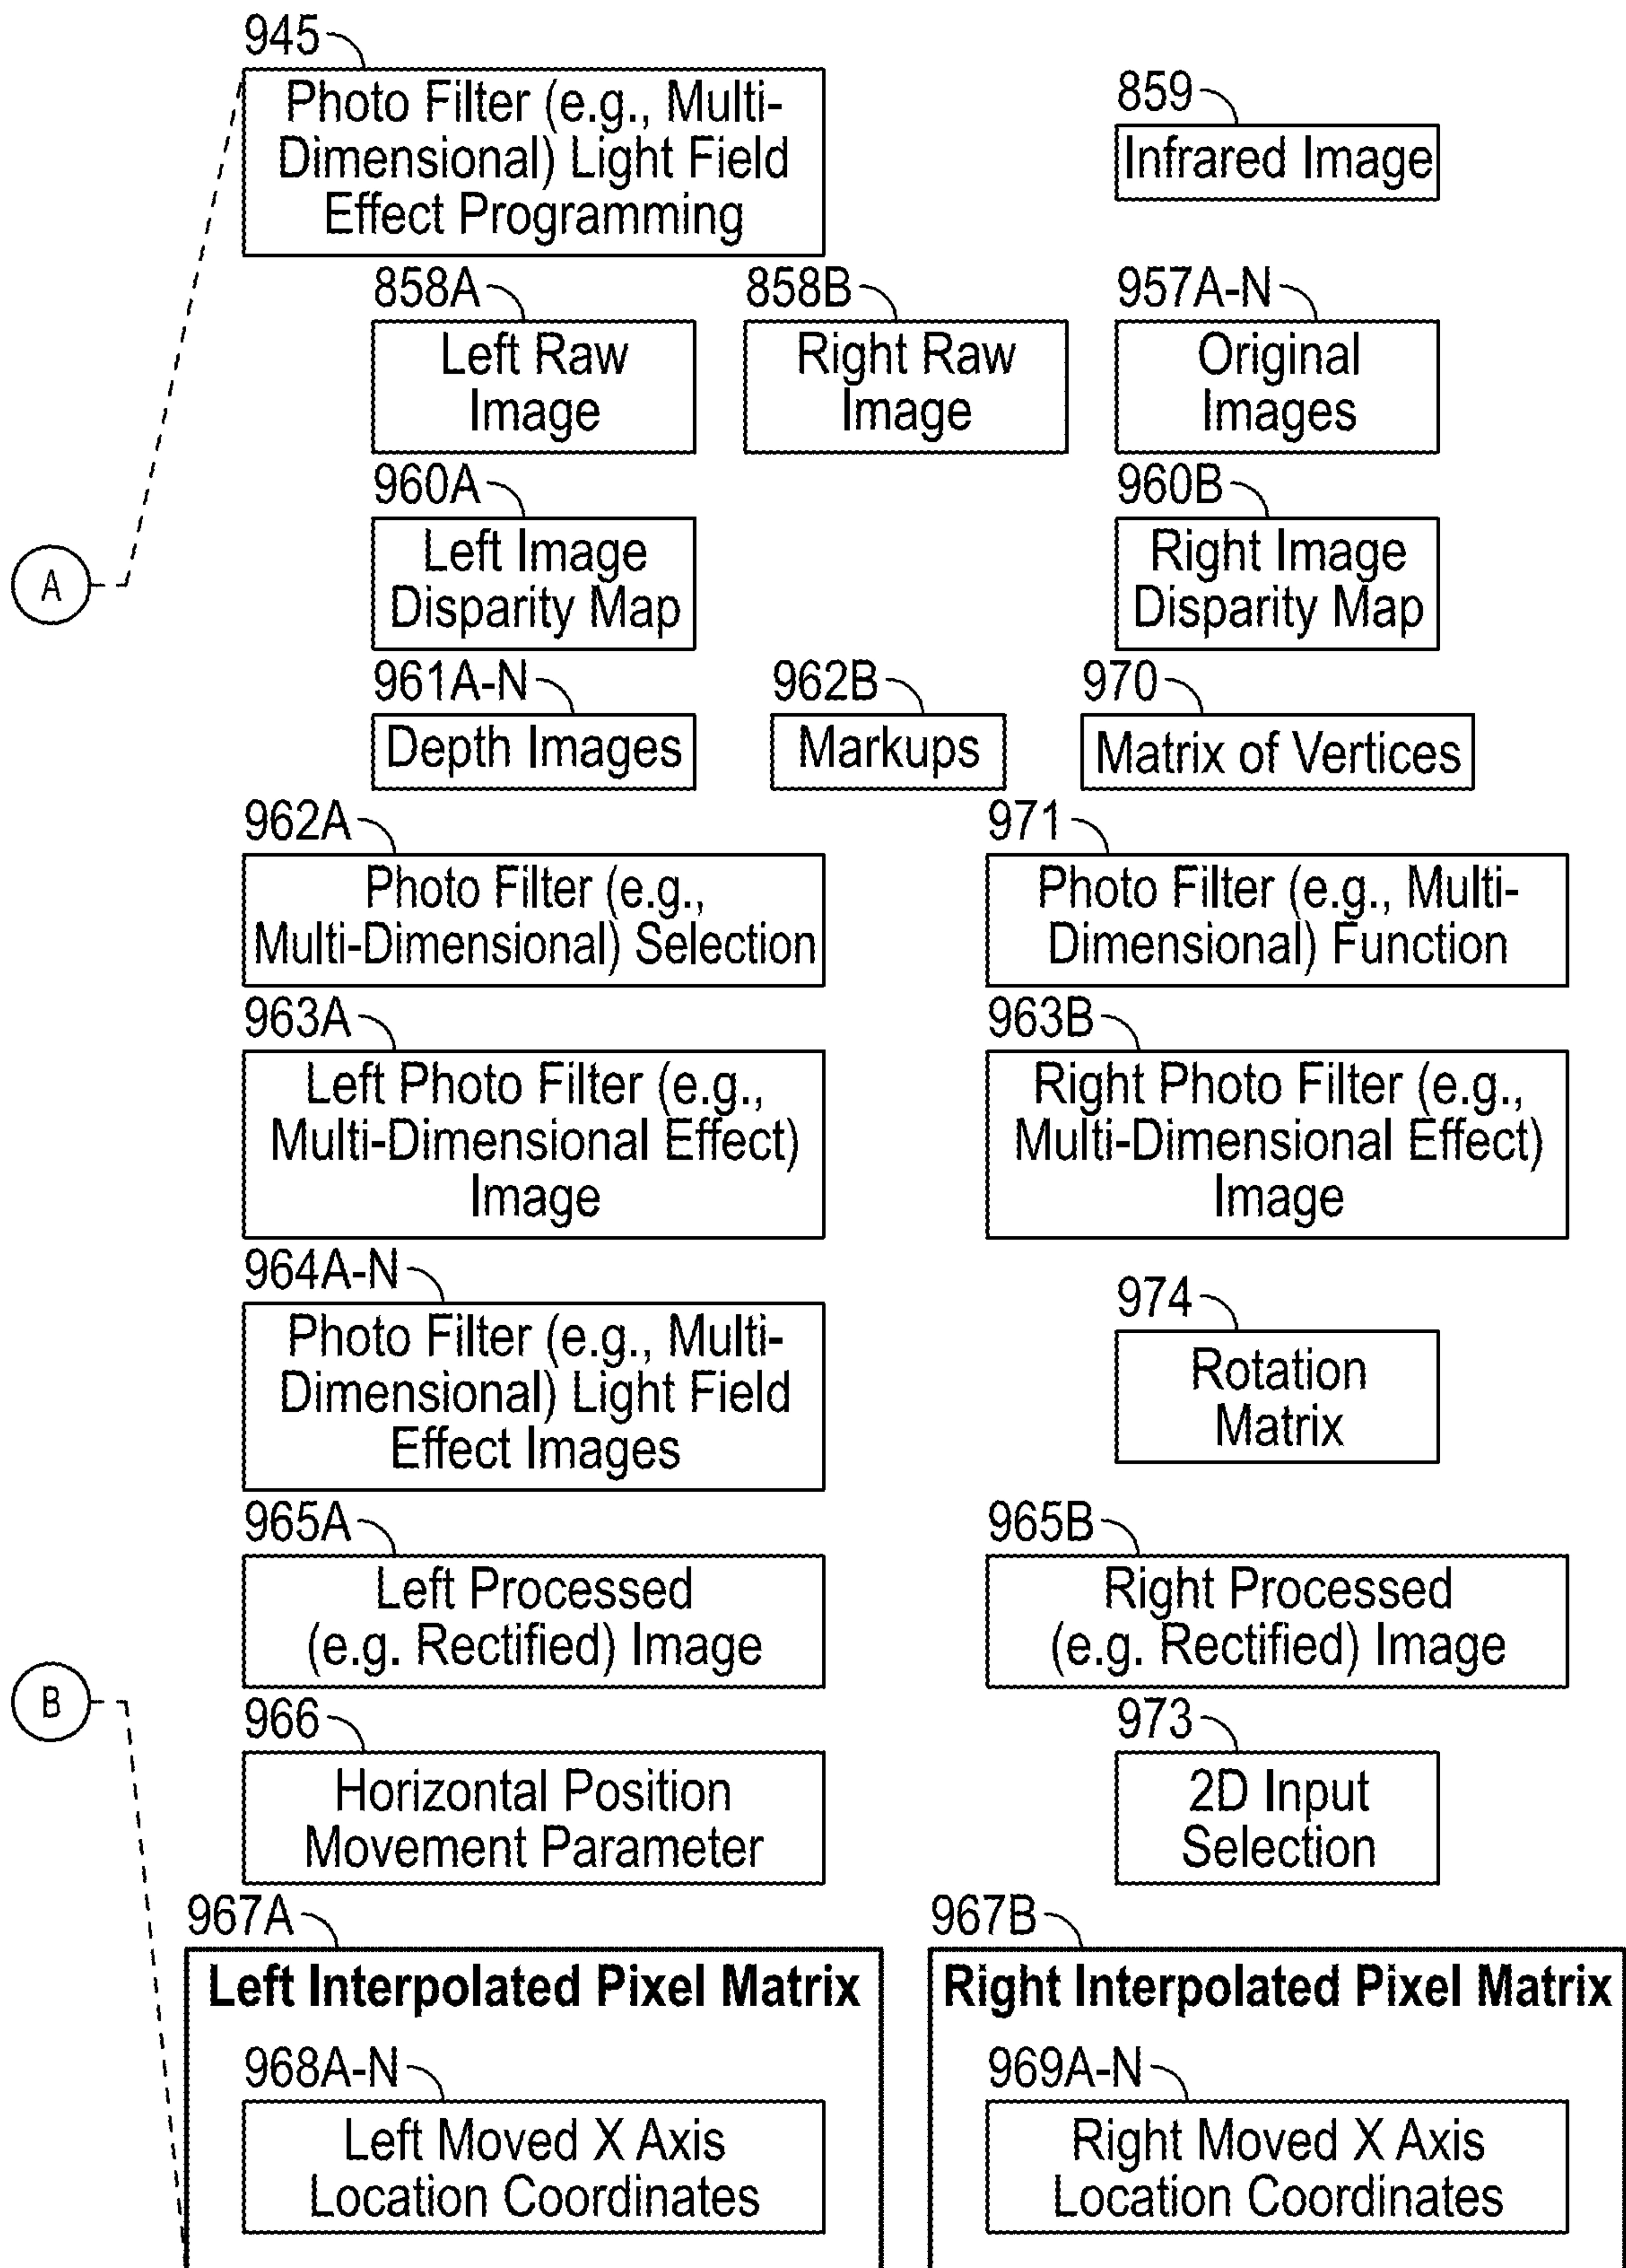 945
Photo Filter (e.g., Multi-
Dimensional) Light Field
Effect Programming
859
Infrared Image
858A
Left Raw
Image
858B
Right Raw
Image
957A-N
Original
Images
960A
Left Image
Disparity Map
960B
Right Image
Disparity Map
A
961A-N
Depth Images
962B
Markups
970
Matrix of Vertices
962A
Photo Filter (e.g.,
Multi-Dimensional) Selection
971
Photo Filter (e.g., Multi-
Dimensional) Function
963A
Left Photo Filter (e.g.,
Multi-Dimensional Effect)
Image
963B
Right Photo Filter (e.g.,
Multi-Dimensional Effect)
Image
964A-N
Photo Filter (e.g., Multi-
Dimensional) Light Field
Effect Images
974
Rotation
Matrix
965A
Left Processed
(e.g. Rectified) Image
965B
Right Processed
(e.g. Rectified) Image
B
966
Horizontal Position
Movement Parameter
973
2D Input
Selection
967A
Left Interpolated Pixel Matrix
968A-N
Left Moved X Axis
Location Coordinates
967B
Right Interpolated Pixel Matrix
969A-N
Right Moved X Axis
Location Coordinates